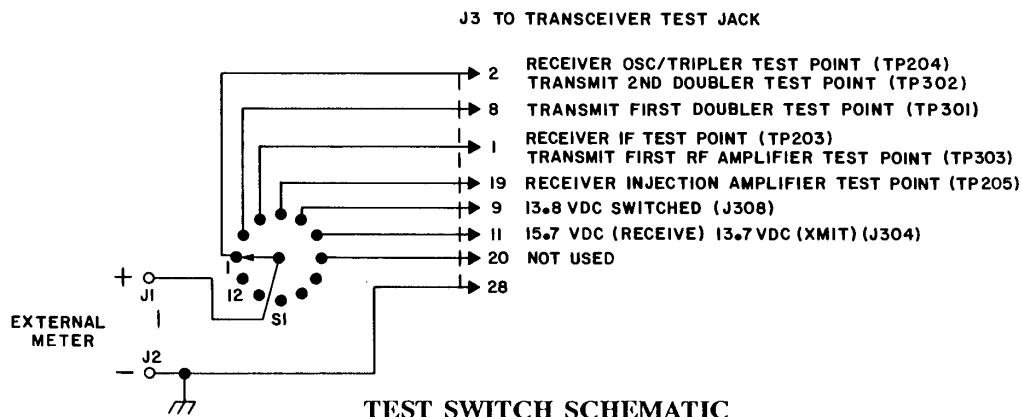 J3 TO TRANSCEIVER TEST JACK
2 RECEIVER OSC/TRIPLER TEST POINT (TP204)
TRANSMIT 2ND DOUBLER TEST POINT (TP302)
8 TRANSMIT FIRST DOUBLER TEST POINT (TP301)
1 RECEIVER IF TEST POINT (TP203)
TRANSMIT FIRST RF AMPLIFIER TEST POINT (TP303)
19 RECEIVER INJECTION AMPLIFIER TEST POINT (TP205)
9 13.8 VDC SWITCHED (J308)
11 15.7 VDC (RECEIVE) 13.7 VDC (XMIT) (J304)
20 NOT USED
28
1
12
S1
+
J1
EXTERNAL
METER
J2
-
TEST SWITCH SCHEMATIC